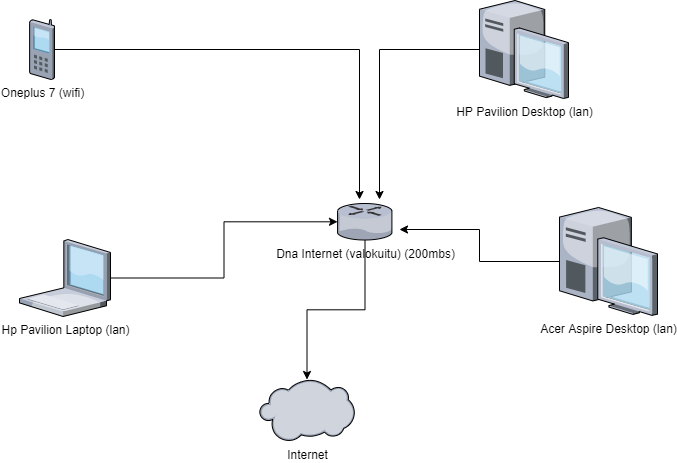 Oneplus 7 (wifi)
HP Pavilion Desktop (lan)
Dna Internet (valokuitu) (200mbs)
Hp Pavilion Laptop (lan)
Acer Aspire Desktop (lan)
Internet